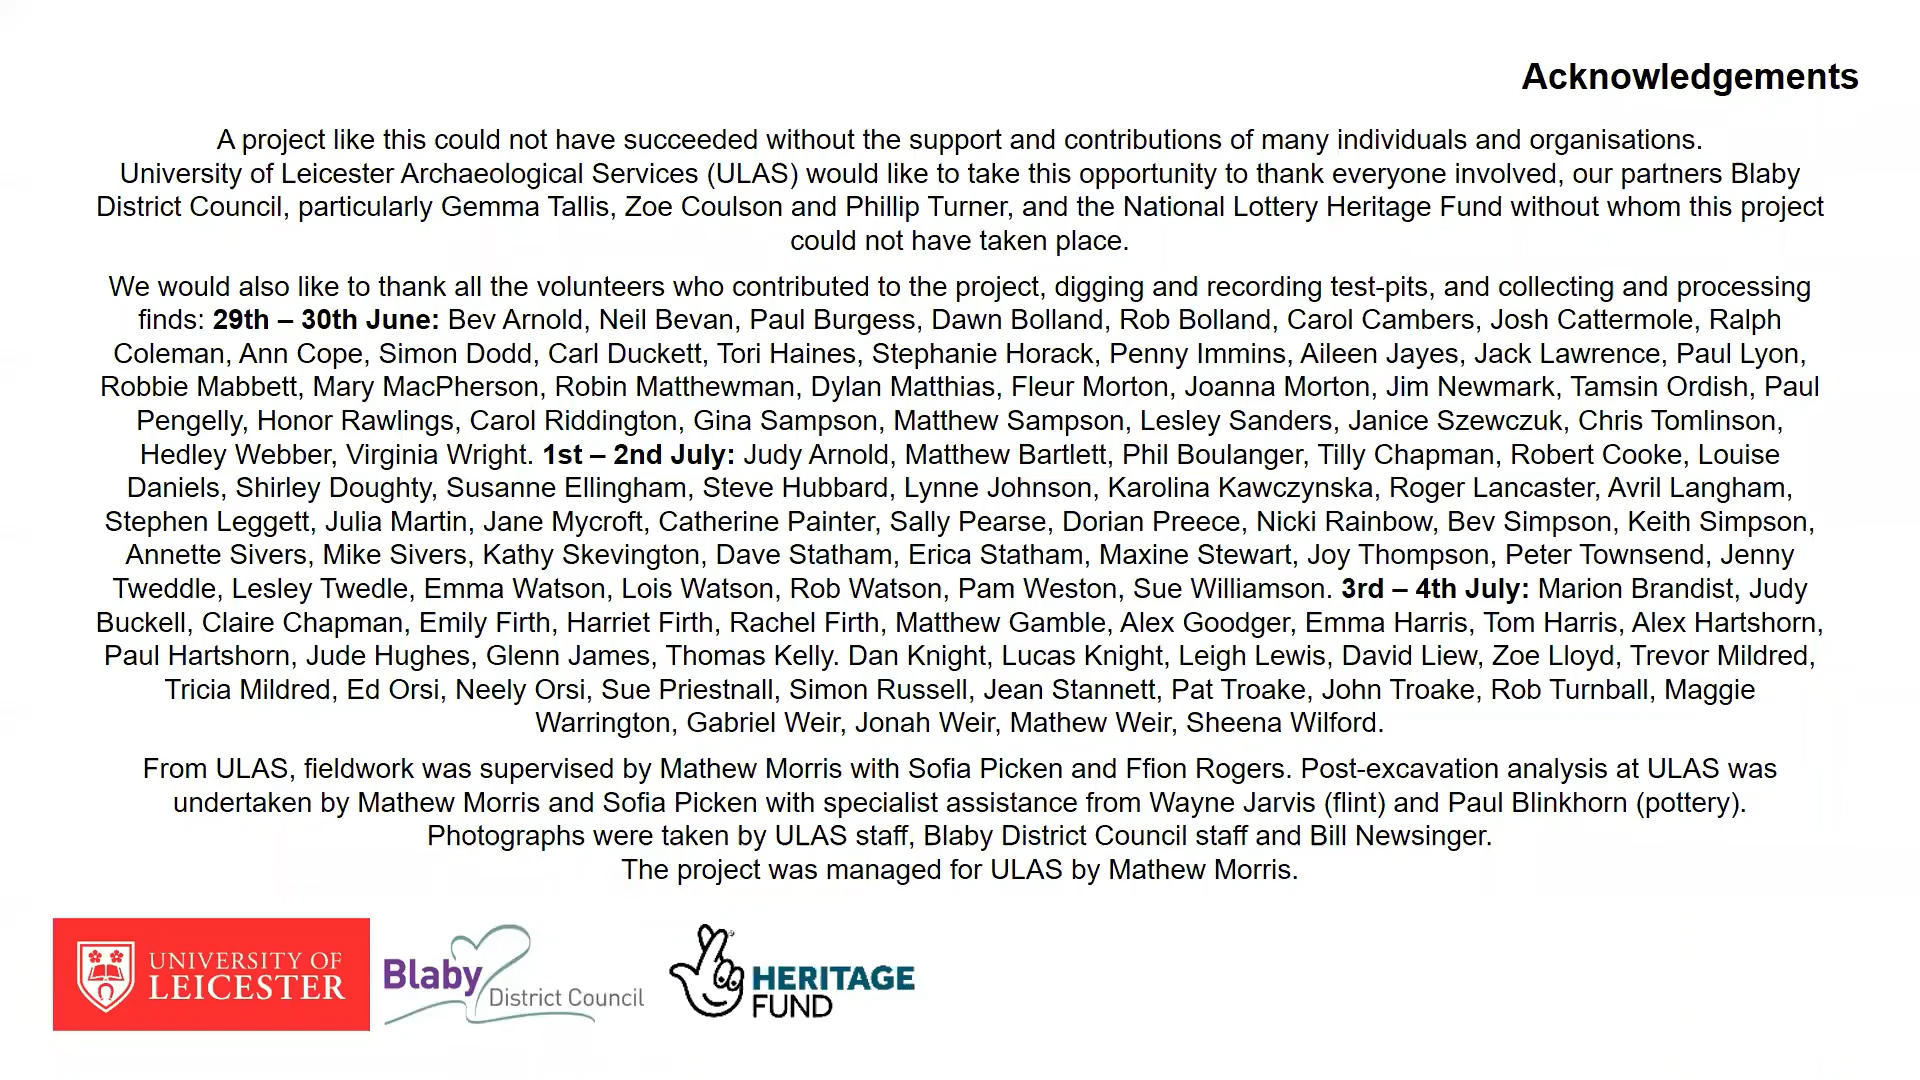 Acknowledgements
A project like this could not have succeeded without the support and contributions of many individuals and organisations.
University of Leicester Archaeological Services (ULAS) would like to take this opportunity to thank everyone involved, our partners Blaby
District Council, particularly Gemma Tallis, Zoe Coulson and Phillip Turner, and the National Lottery Heritage Fund without whom this project
could not have taken place.
We would also like to thank all the volunteers who contributed to the project, digging and recording test-pits, and collecting and processing
finds: 29th – 30th June: Bev Arnold, Neil Bevan, Paul Burgess, Dawn Bolland, Rob Bolland, Carol Cambers, Josh Cattermole, Ralph
Coleman, Ann Cope, Simon Dodd, Carl Duckett, Tori Haines, Stephanie Horack, Penny Immins, Aileen Jayes, Jack Lawrence, Paul Lyon,
Robbie Mabbett, Mary MacPherson, Robin Matthewman, Dylan Matthias, Fleur Morton, Joanna Morton, Jim Newmark, Tamsin Ordish, Paul
Pengelly, Honor Rawlings, Carol Riddington, Gina Sampson, Matthew Sampson, Lesley Sanders, Janice Szewczuk, Chris Tomlinson,
Hedley Webber, Virginia Wright. 1st – 2nd July: Judy Arnold, Matthew Bartlett, Phil Boulanger, Tilly Chapman, Robert Cooke, Louise
Daniels, Shirley Doughty, Susanne Ellingham, Steve Hubbard, Lynne Johnson, Karolina Kawczynska, Roger Lancaster, Avril Langham,
Stephen Leggett, Julia Martin, Jane Mycroft, Catherine Painter, Sally Pearse, Dorian Preece, Nicki Rainbow, Bev Simpson, Keith Simpson,
Annette Sivers, Mike Sivers, Kathy Skevington, Dave Statham, Erica Statham, Maxine Stewart, Joy Thompson, Peter Townsend, Jenny
Tweddle, Lesley Twedle, Emma Watson, Lois Watson, Rob Watson, Pam Weston, Sue Williamson. 3rd – 4th July: Marion Brandist, Judy
Buckell, Claire Chapman, Emily Firth, Harriet Firth, Rachel Firth, Matthew Gamble, Alex Goodger, Emma Harris, Tom Harris, Alex Hartshorn,
Paul Hartshorn, Jude Hughes, Glenn James, Thomas Kelly. Dan Knight, Lucas Knight, Leigh Lewis, David Liew, Zoe Lloyd, Trevor Mildred,
Tricia Mildred, Ed Orsi, Neely Orsi, Sue Priestnall, Simon Russell, Jean Stannett, Pat Troake, John Troake, Rob Turnball, Maggie
Warrington, Gabriel Weir, Jonah Weir, Mathew Weir, Sheena Wilford.
From ULAS, fieldwork was supervised by Mathew Morris with Sofia Picken and Ffion Rogers. Post-excavation analysis at ULAS was
undertaken by Mathew Morris and Sofia Picken with specialist assistance from Wayne Jarvis (flint) and Paul Blinkhorn (pottery).
Photographs were taken by ULAS staff, Blaby District Council staff and Bill Newsinger.
The project was managed for ULAS by Mathew Morris.
UNIVERSITY OF
LEICESTER
Blaby
District Council
HERITAGE
FUND